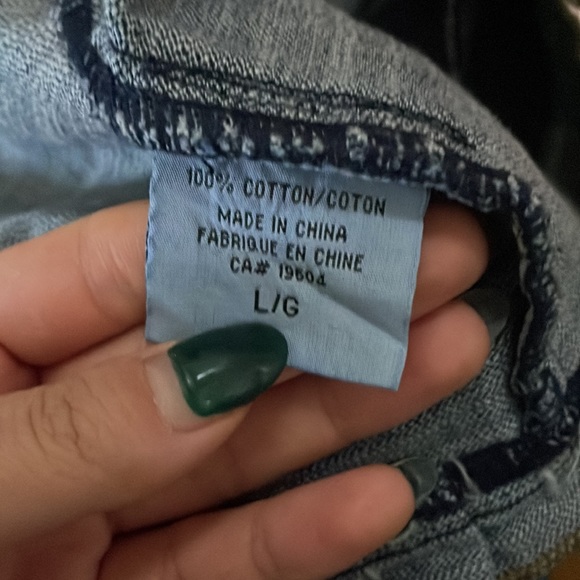 100% COTTON/COTON
MADE IN CHINA
FABRIQUE EN CHINE
CA# 19604
L/G